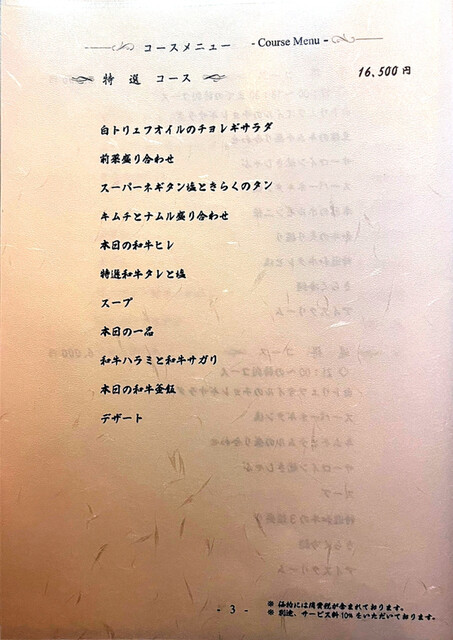 コースメニュー - Course Menu -
特 選 コース 16,500円
白トリュフオイルのチョレギサラダ
前菜盛り合わせ
スーパーネギタン塩ときらくのタン
キムチとナムル盛り合わせ
本日の和牛ヒレ
特選和牛タレと塩
スープ
本日の一品
和牛ハラミと和牛サガリ
本日の和牛釜飯
デザート
- 3 -
※ 価格には消費税が含まれております。
※ 別途、サービス料10%をいただいております。